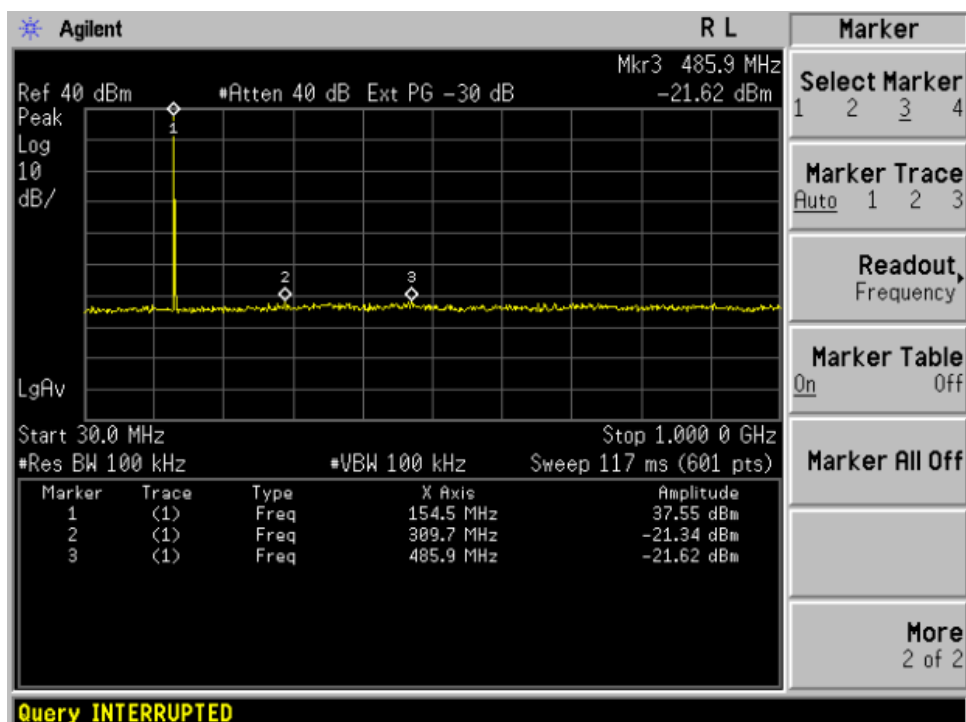 Agilent R L Marker
Mkr3 485.9 MHz
Ref 40 dBm #Atten 40 dB Ext PG -30 dB -21.62 dBm
Peak
Log
10
dB/
1
2
3
LgAv
Start 30.0 MHz Stop 1.000 0 GHz
#Res BW 100 kHz #VBW 100 kHz Sweep 117 ms (601 pts)
Marker Trace Type X Axis Amplitude
1 (1) Freq 154.5 MHz 37.55 dBm
2 (1) Freq 309.7 MHz -21.34 dBm
3 (1) Freq 485.9 MHz -21.62 dBm
Select Marker
1 2 3 4
Marker Trace
Auto 1 2 3
Readout
Frequency
Marker Table
On Off
Marker All Off
More
2 of 2
Query INTERRUPTED